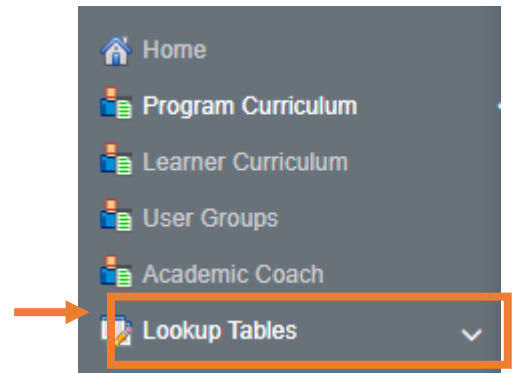 Home
Program Curriculum
Learner Curriculum
User Groups
Academic Coach
Lookup Tables